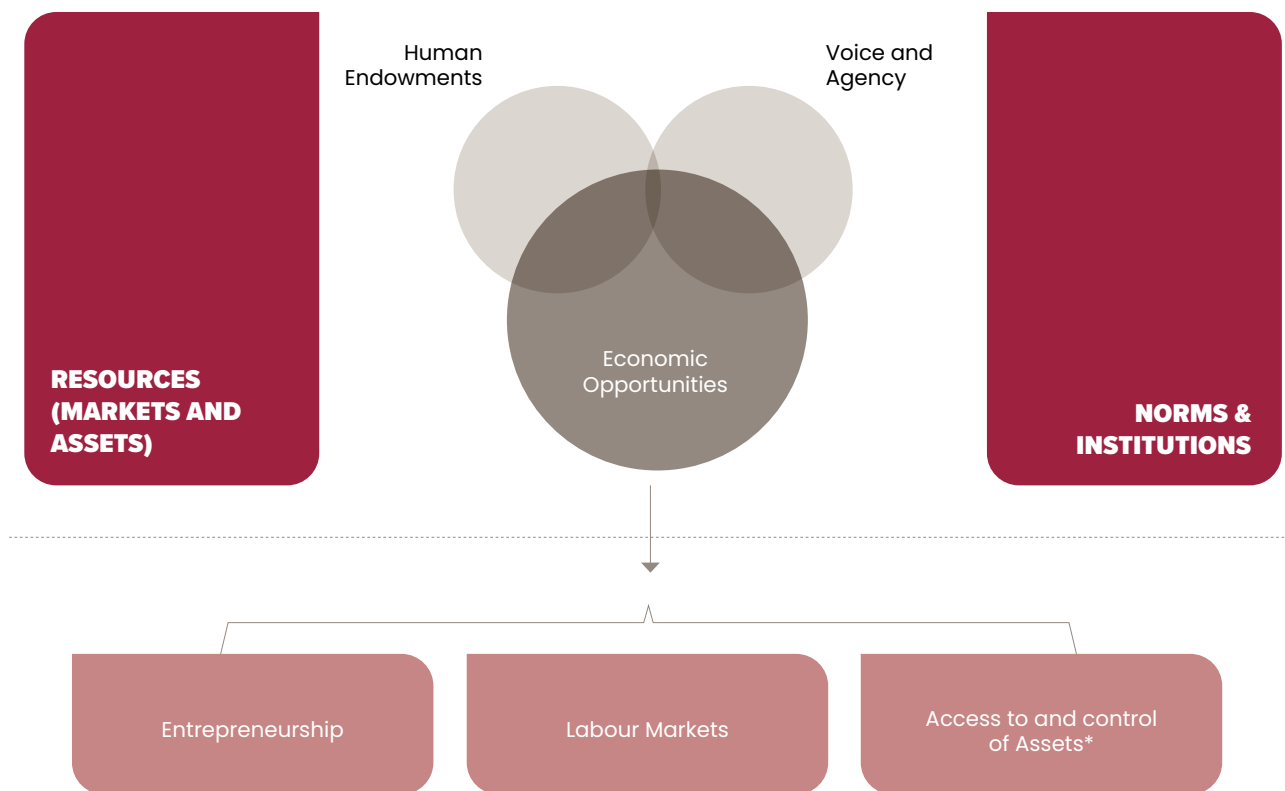 Human
Endowments
Voice and
Agency
Economic
Opportunities
RESOURCES
(MARKETS AND
ASSETS)
NORMS &
INSTITUTIONS
Entrepreneurship
Labour Markets
Access to and control
of Assets*